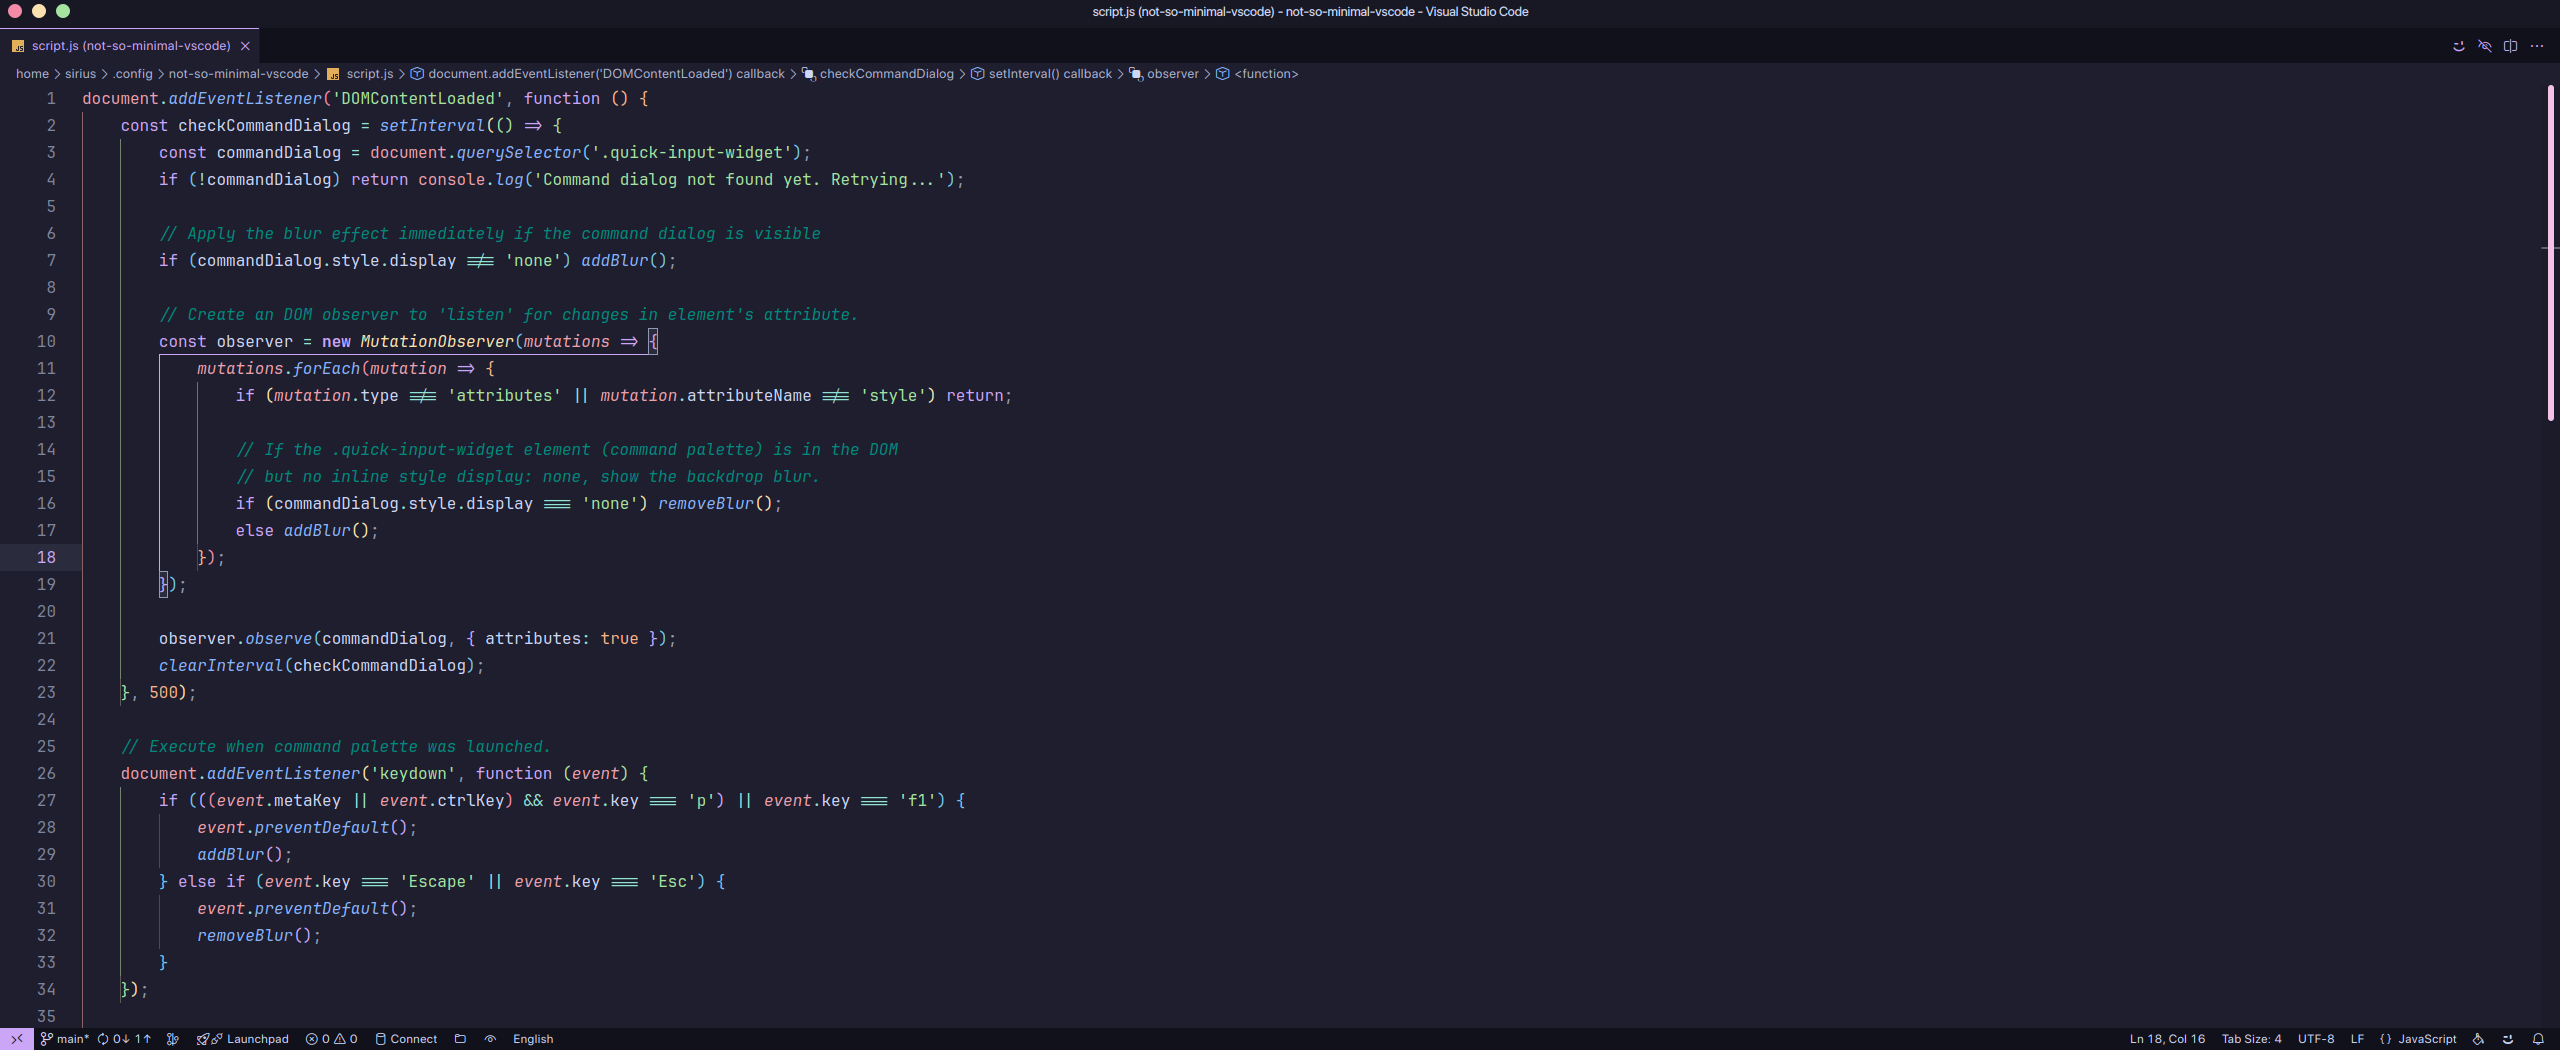 script.js (not-so-minimal-vscode) - not-so-minimal-vscode - Visual Studio Code
JS script.js (not-so-minimal-vscode)
home > sirius > .config > not-so-minimal-vscode > JS script.js > document.addEventListener('DOMContentLoaded') callback > checkCommandDialog > setInterval() callback > observer > <function>
1 document.addEventListener('DOMContentLoaded', function () {
2 const checkCommandDialog = setInterval(() => {
3 const commandDialog = document.querySelector('.quick-input-widget');
4 if (!commandDialog) return console.log('Command dialog not found yet. Retrying...');
5
6 // Apply the blur effect immediately if the command dialog is visible
7 if (commandDialog.style.display !== 'none') addBlur();
8
9 // Create an DOM observer to 'listen' for changes in element's attribute.
10 const observer = new MutationObserver(mutations => {
11 mutations.forEach(mutation => {
12 if (mutation.type !== 'attributes' || mutation.attributeName !== 'style') return;
13
14 // If the .quick-input-widget element (command palette) is in the DOM
15 // but no inline style display: none, show the backdrop blur.
16 if (commandDialog.style.display === 'none') removeBlur();
17 else addBlur();
18 });
19 });
20
21 observer.observe(commandDialog, { attributes: true });
22 clearInterval(checkCommandDialog);
23 }, 500);
24
25 // Execute when command palette was launched.
26 document.addEventListener('keydown', function (event) {
27 if (((event.metaKey || event.ctrlKey) && event.key === 'p') || event.key === 'f1') {
28 event.preventDefault();
29 addBlur();
30 } else if (event.key === 'Escape' || event.key === 'Esc') {
31 event.preventDefault();
32 removeBlur();
33 }
34 });
35
main* 0↓ 1↑ Launchpad 0 0 Connect English Ln 18, Col 16 Tab Size: 4 UTF-8 LF {} JavaScript